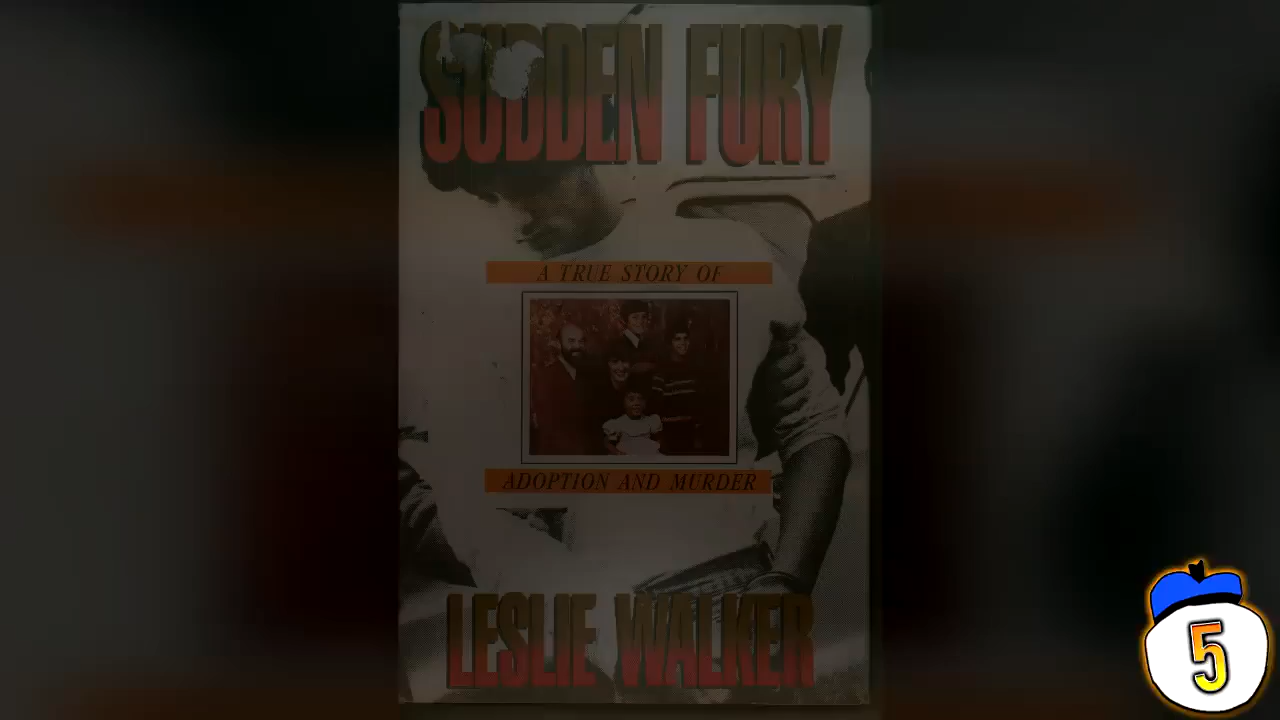 SUDDEN FURY
A TRUE STORY OF
ADOPTION AND MURDER
LESLIE WALKER
5